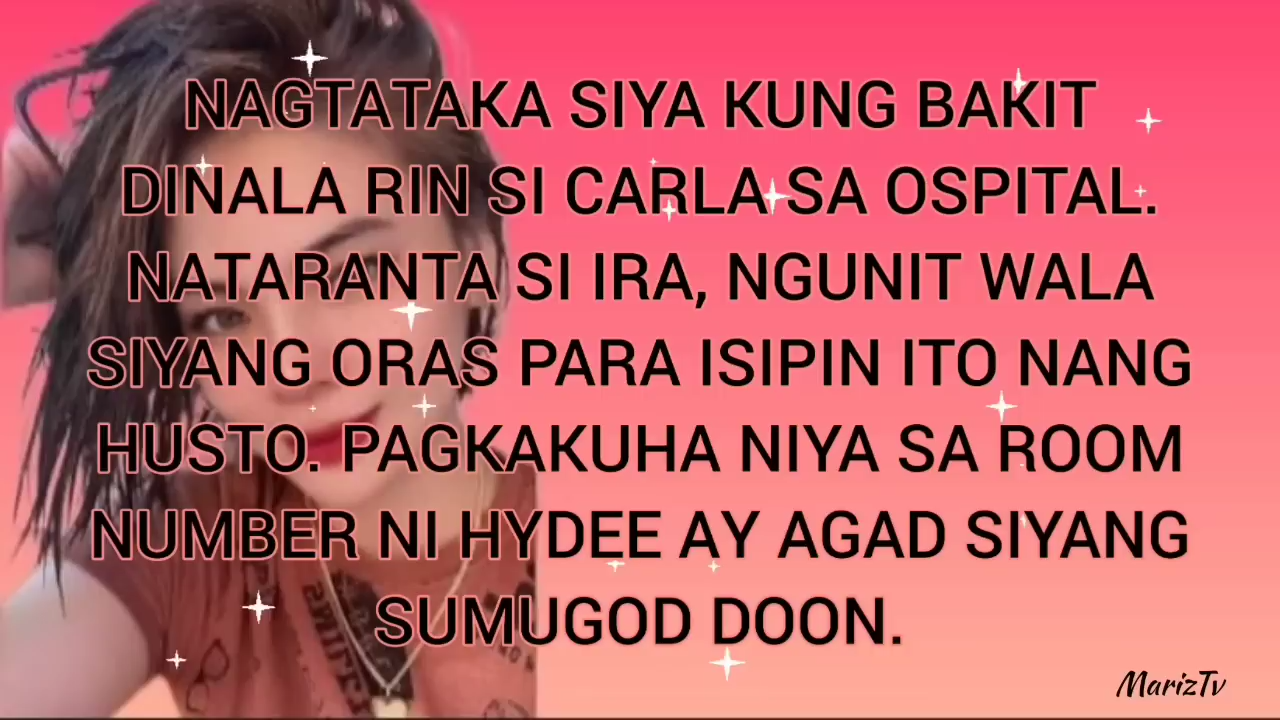 NAGTATAKA SIYA KUNG BAKIT
DINALA RIN SI CARLA SA OSPITAL.
NATARANTA SI IRA, NGUNIT WALA
SIYANG ORAS PARA ISIPIN ITO NANG
HUSTO. PAGKAKUHA NIYA SA ROOM
NUMBER NI HYDEE AY AGAD SIYANG
SUMUGOD DOON.
MarizTv